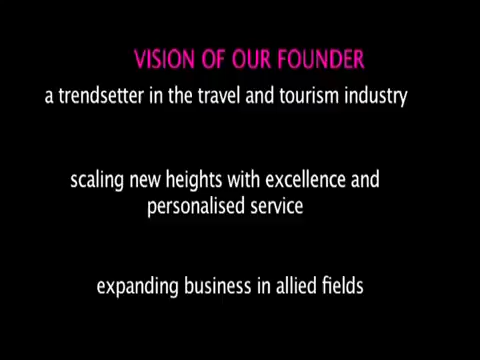 VISION OF OUR FOUNDER
a trendsetter in the travel and tourism industry
scaling new heights with excellence and
personalised service
expanding business in allied fields